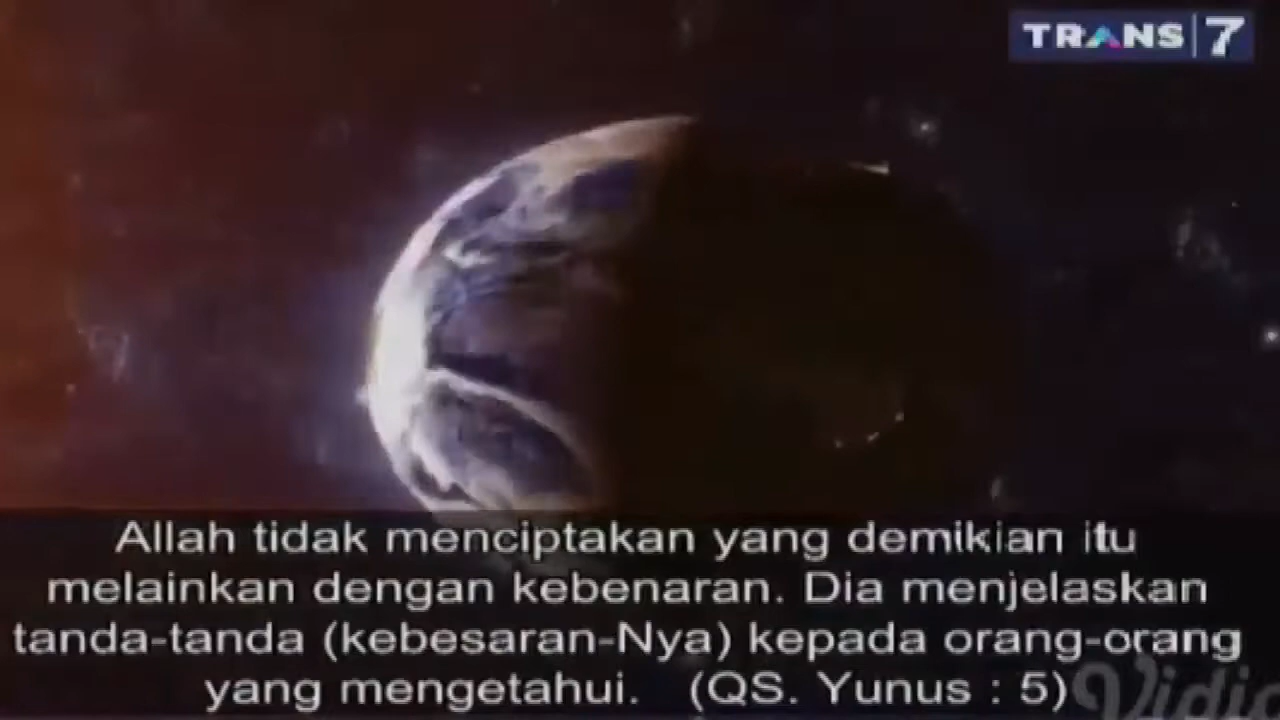 TRANS|7
Allah tidak menciptakan yang demikian itu
melainkan dengan kebenaran. Dia menjelaskan
tanda-tanda (kebesaran-Nya) kepada orang-orang
yang mengetahui. (QS. Yunus : 5)
Vidio